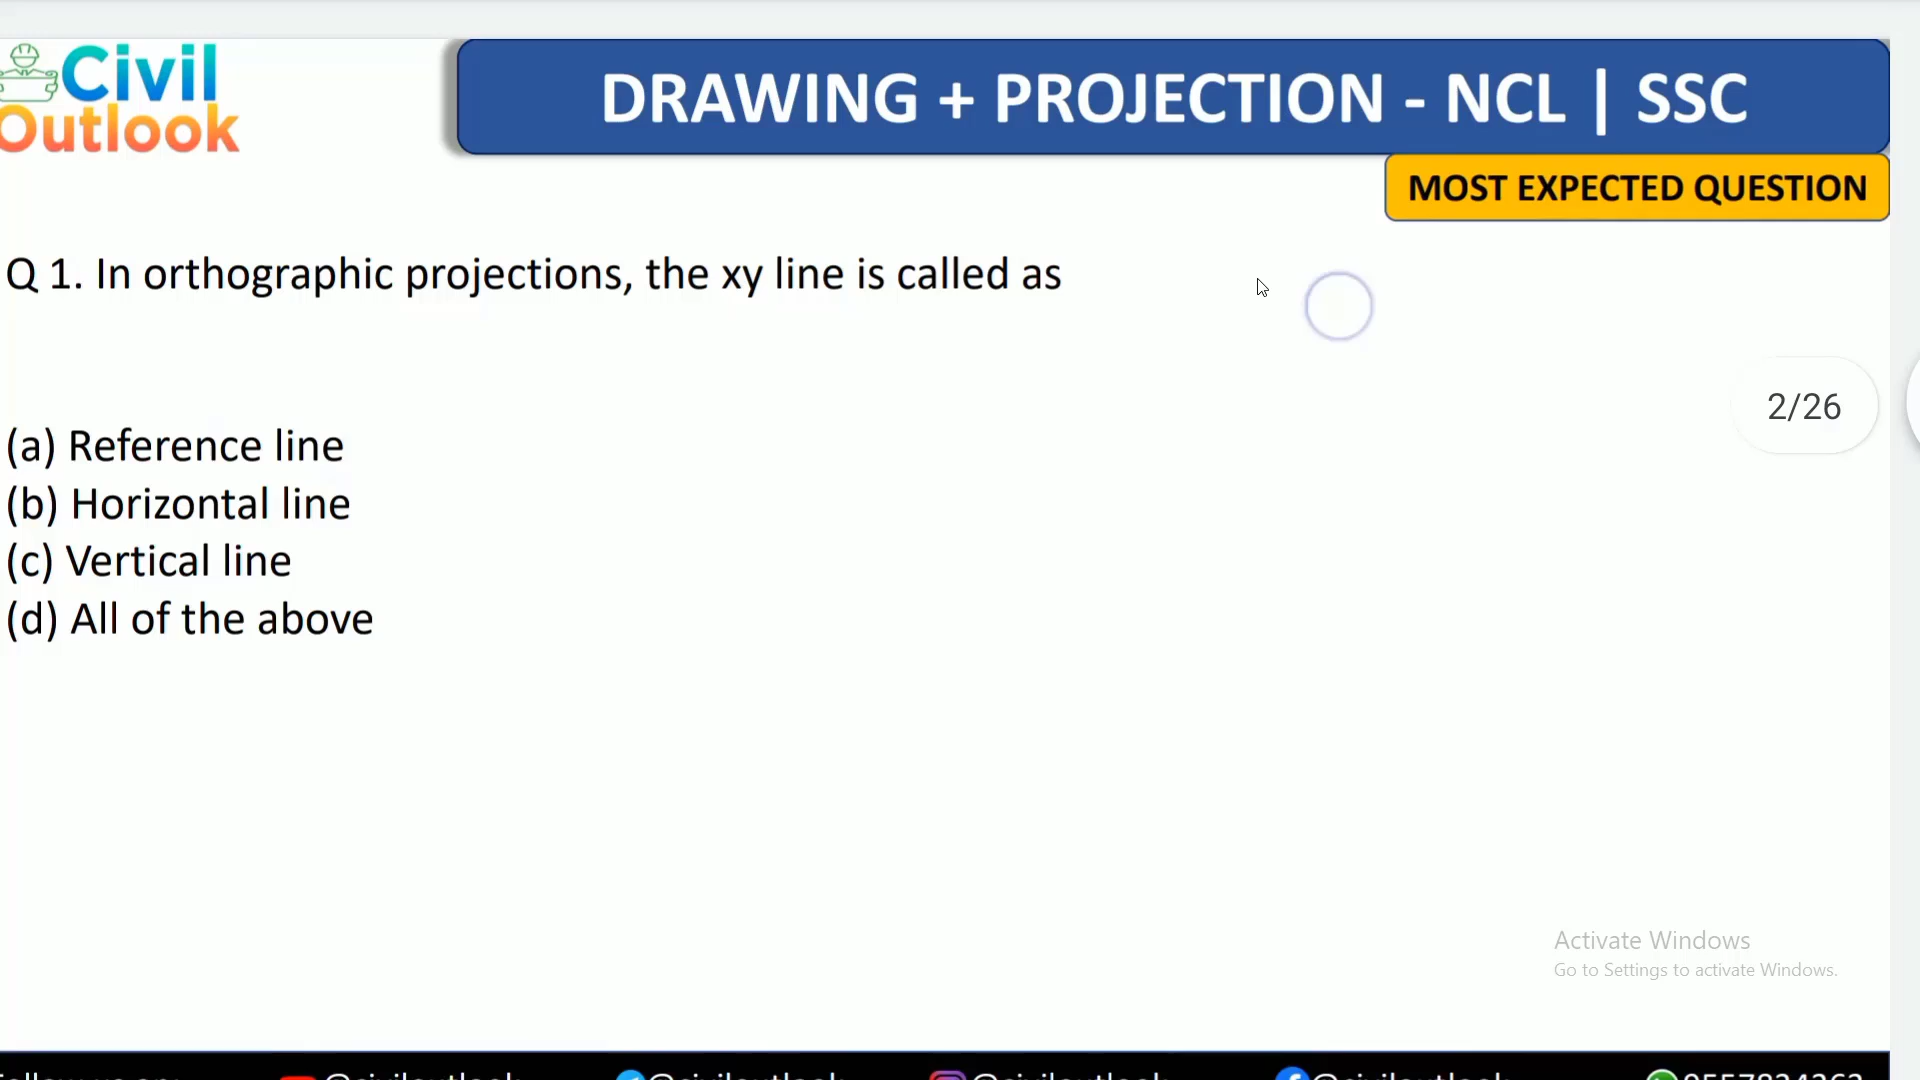 Civil
Outlook
DRAWING + PROJECTION - NCL | SSC
MOST EXPECTED QUESTION
Q 1. In orthographic projections, the xy line is called as
2/26
(a) Reference line
(b) Horizontal line
(c) Vertical line
(d) All of the above
Activate Windows
Go to Settings to activate Windows.